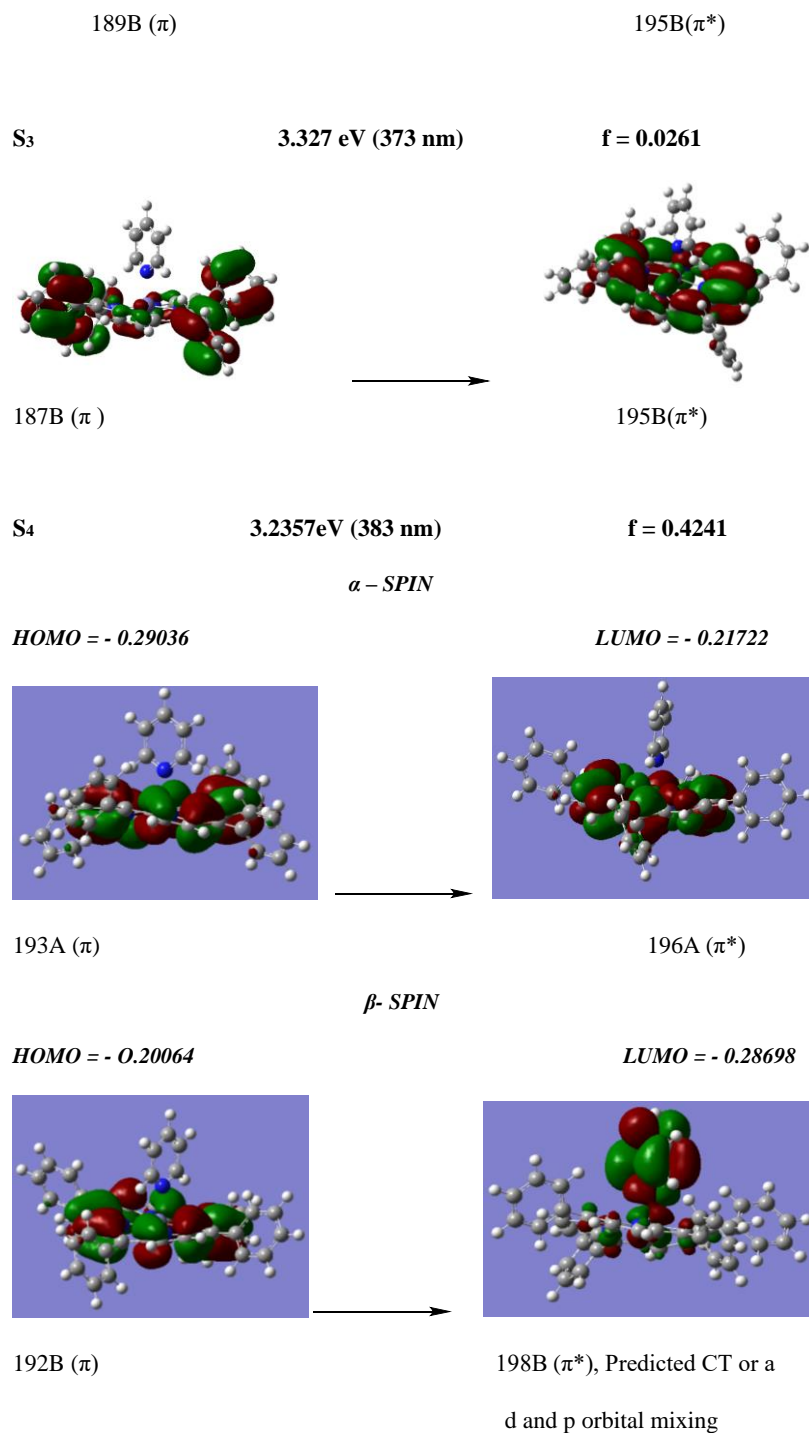 189B (π) 195B(π*)
S₃ 3.327 eV (373 nm) f = 0.0261
187B (π ) 195B(π*)
S₄ 3.2357eV (383 nm) f = 0.4241
α – SPIN
HOMO = - 0.29036 LUMO = - 0.21722
193A (π) 196A (π*)
β- SPIN
HOMO = - O.20064 LUMO = - 0.28698
192B (π) 198B (π*), Predicted CT or a
d and p orbital mixing